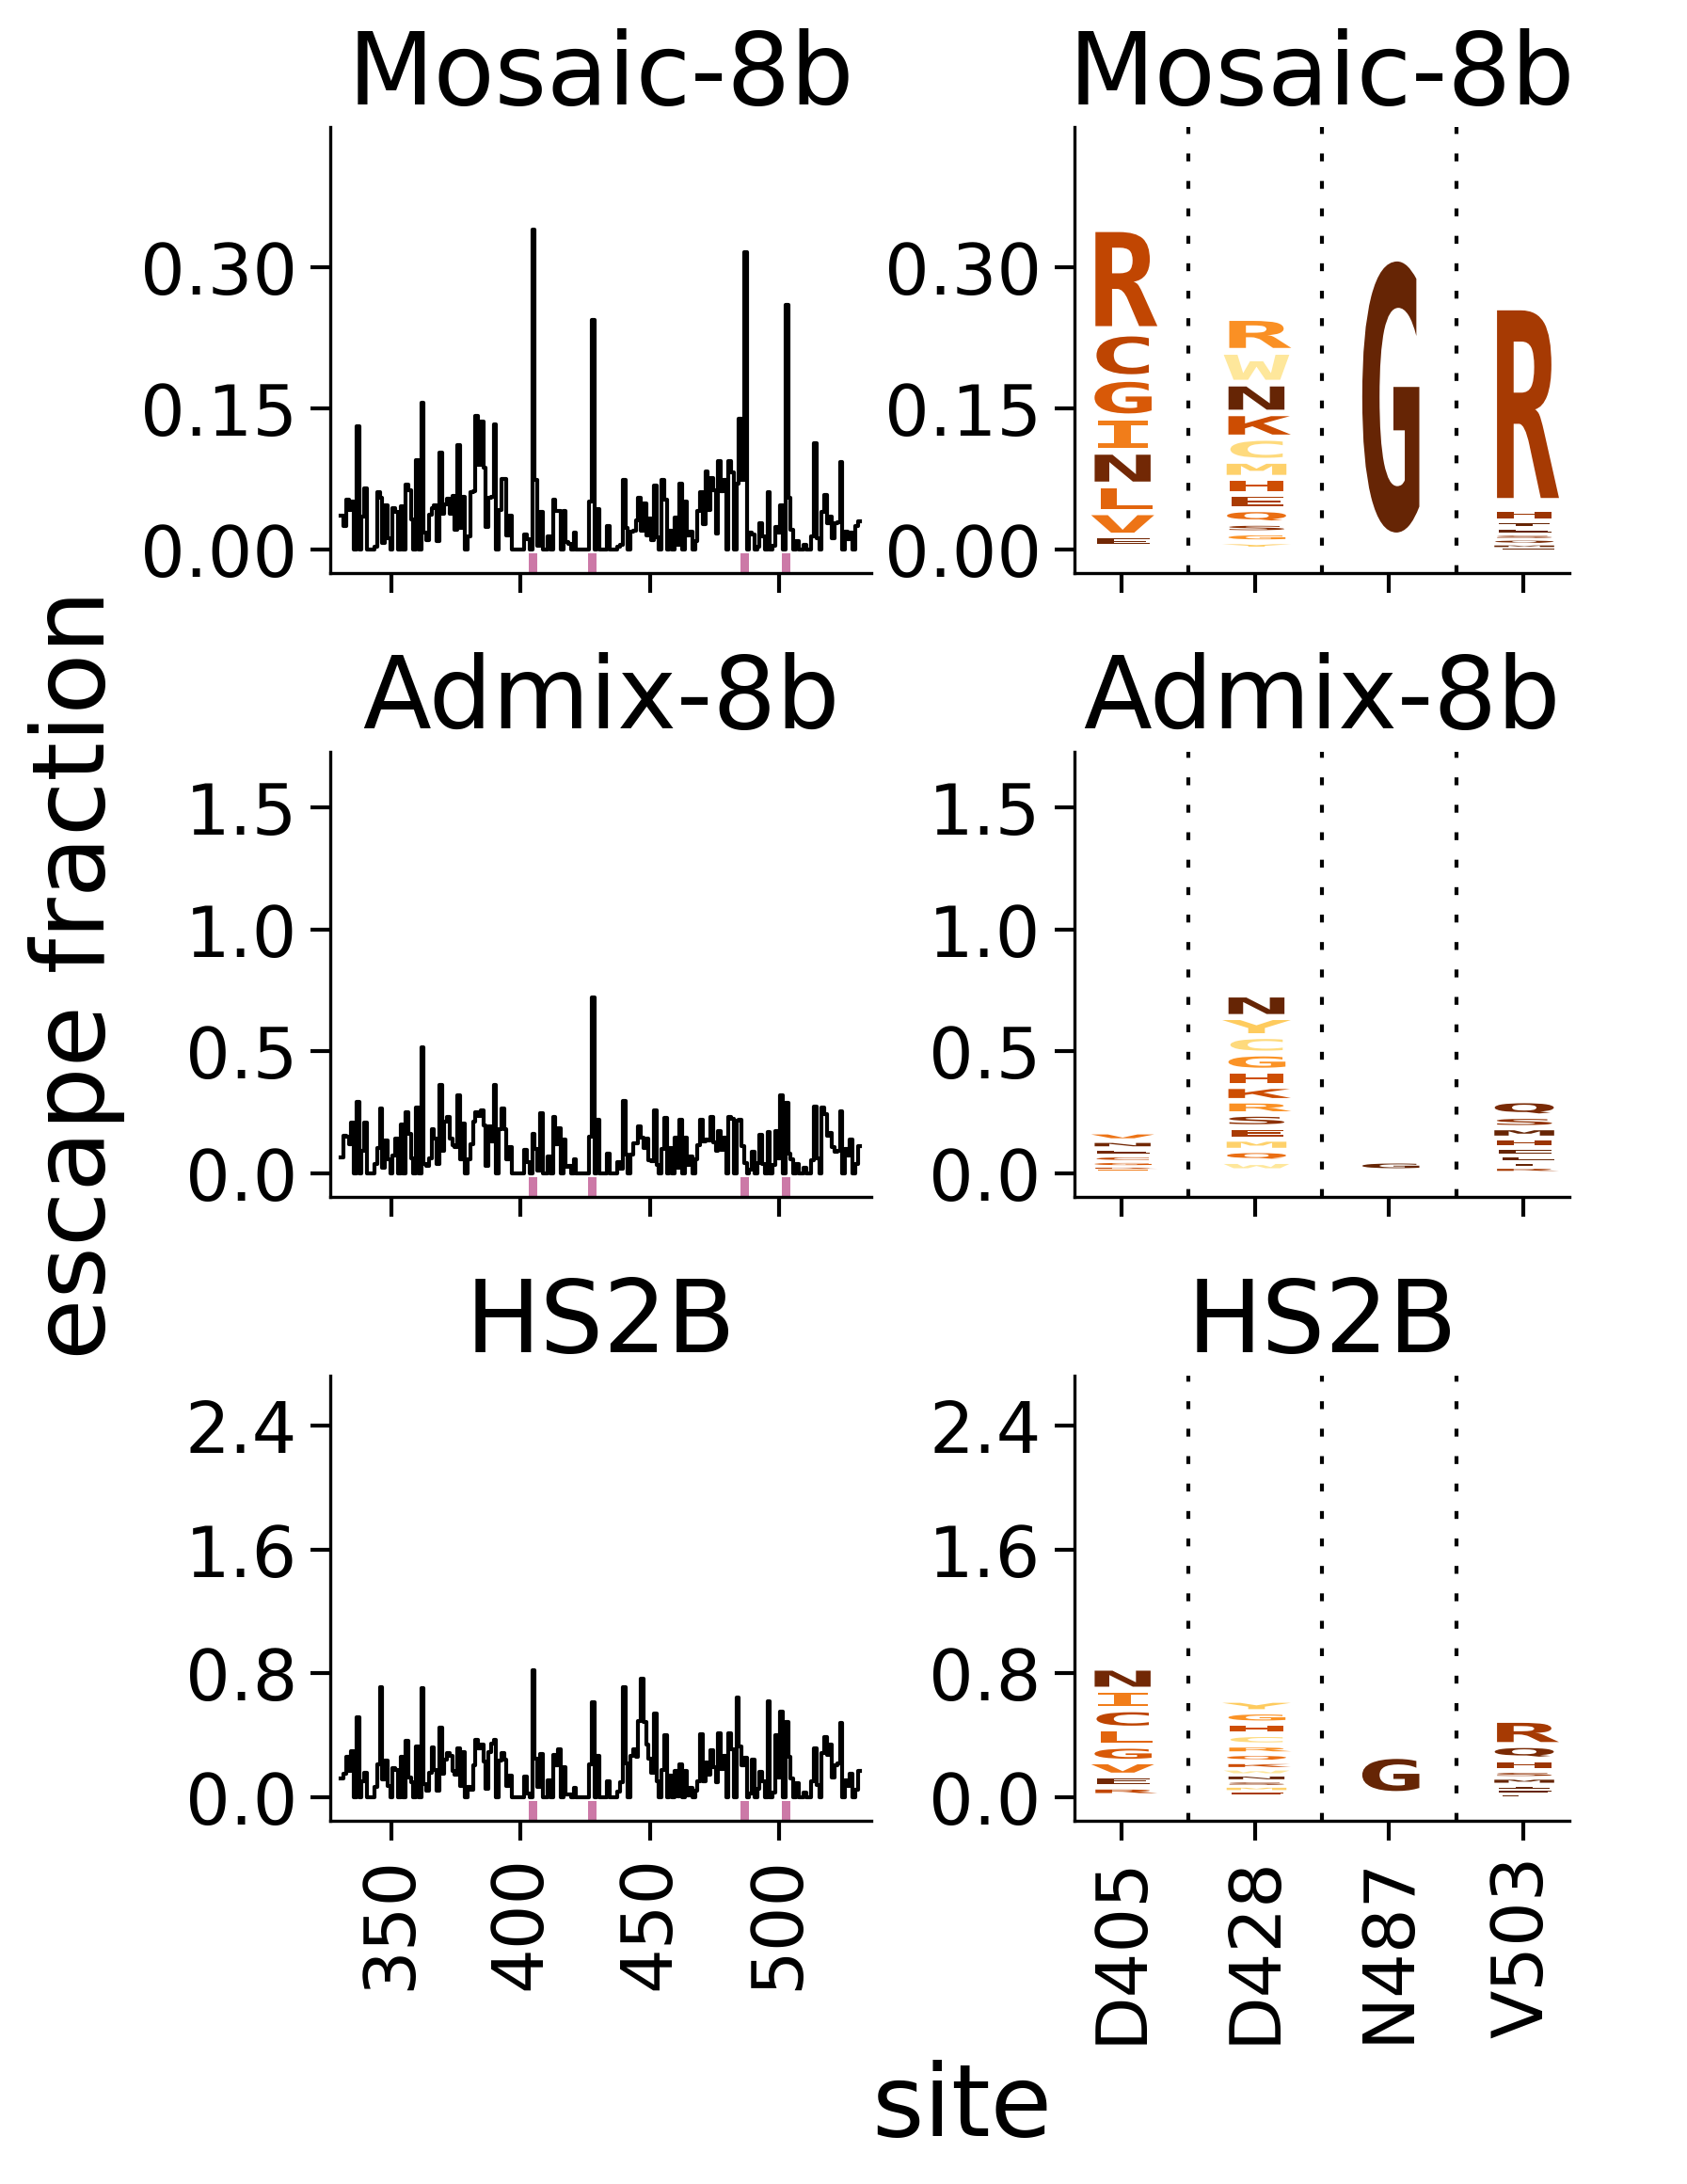 Mosaic-8b Mosaic-8b
0.30 0.30
0.15 0.15
0.00 0.00
R
C
G
I
N
L
V
E
R
W
N
K
C
M
H
E
Q
S
G
Y
G
R
escape fraction
Admix-8b Admix-8b
1.5 1.5
1.0 1.0
0.5 0.5
0.0 0.0
N
Y
C
G
H
K
R
S
E
M
Q
W
G
Q
S
M
HS2B HS2B
2.4 2.4
1.6 1.6
0.8 0.8
0.0 0.0
N
I
C
L
G
V
E
G
R
Q
350 400 450 500
D405 D428 N487 V503
site